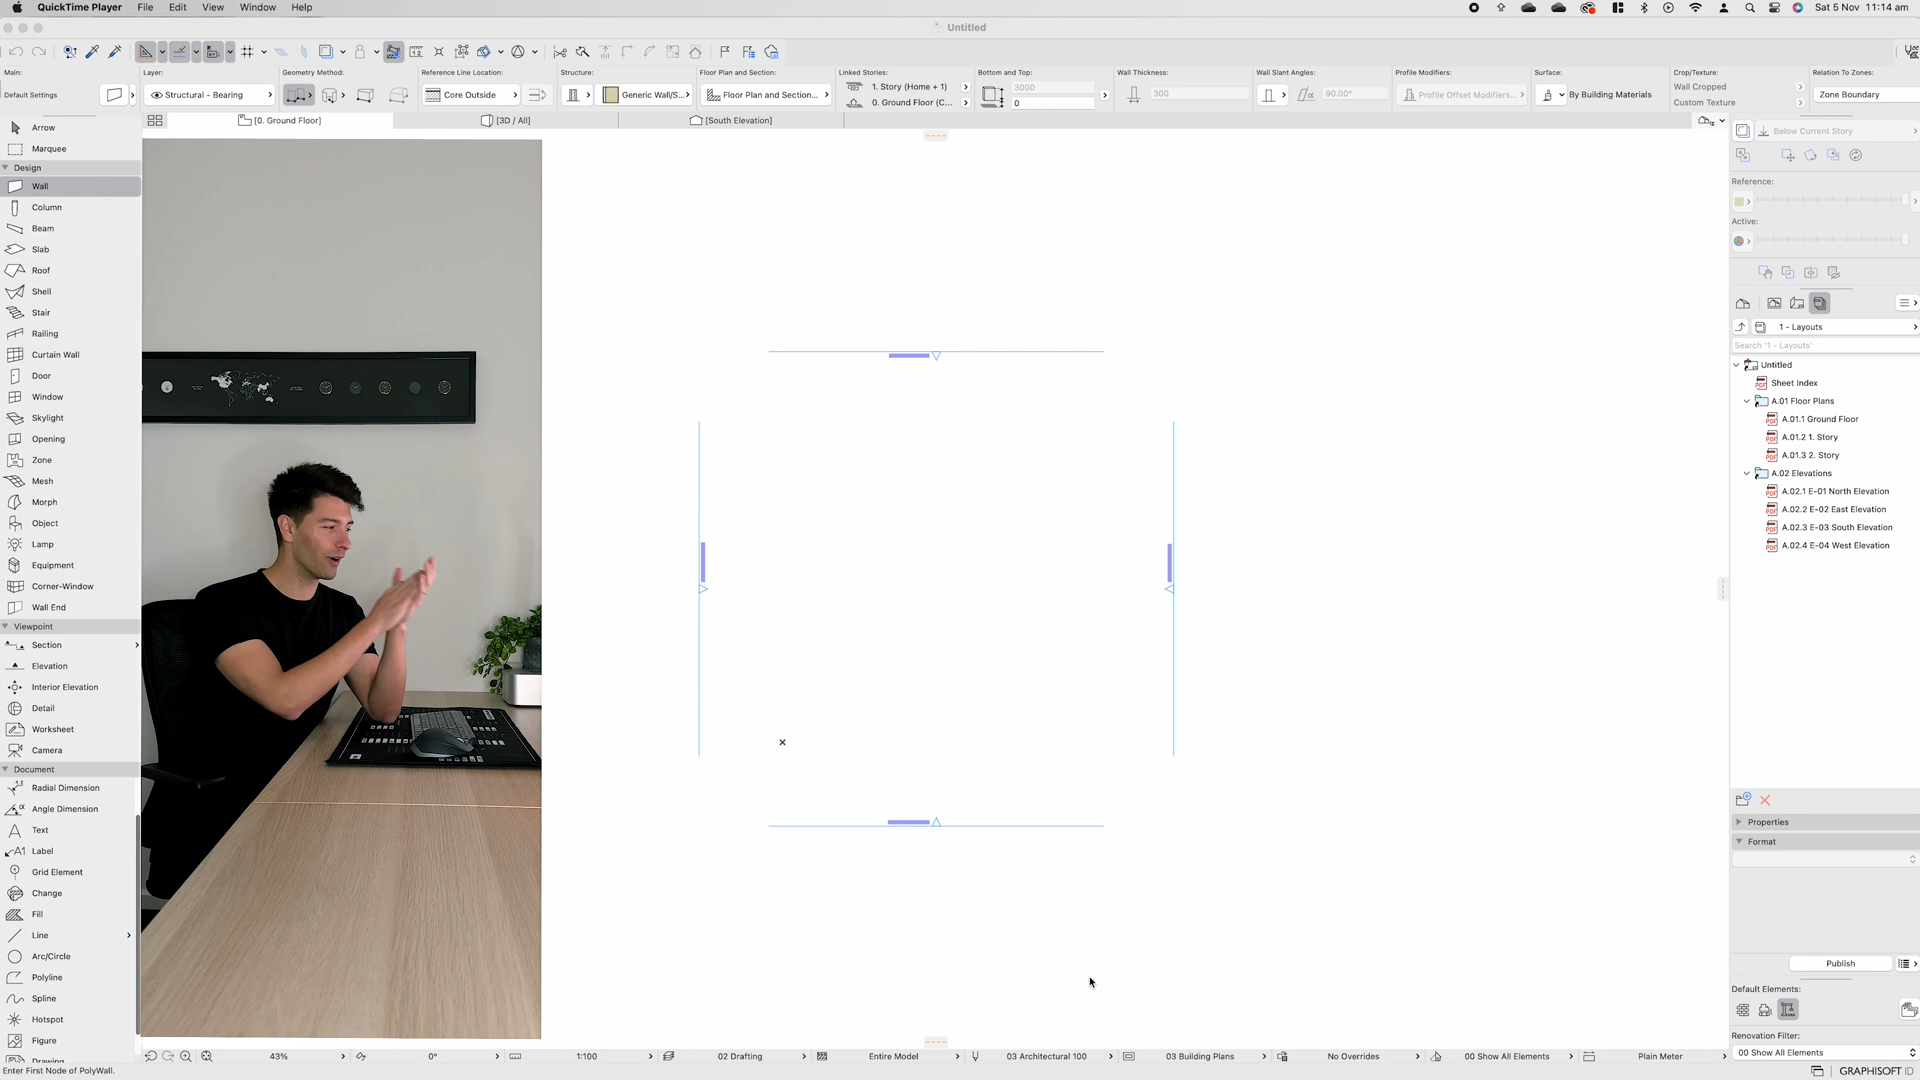 QuickTime Player File Edit View Window Help Sat 5 Nov 11:14 am
Untitled
Main: Layer: Geometry Method: Reference Line Location: Structure: Floor Plan and Section: Linked Stories: Bottom and Top: Wall Thickness: Wall Slant Angles: Profile Modifiers: Surface: Crop/Texture: Relation To Zones:
1. Story (Home + 1) 3000 Wall Cropped
Default Settings Structural - Bearing Core Outside Generic Wall/S... Floor Plan and Section... 300 90.00° Profile Offset Modifiers... By Building Materials Zone Boundary
0. Ground Floor (C... 0 Custom Texture
[0. Ground Floor] [3D / All] [South Elevation]
Arrow
Marquee
Design
Wall
Column
Beam
Slab
Roof
Shell
Stair
Railing
Curtain Wall
Door
Window
Skylight
Opening
Zone
Mesh
Morph
Object
Lamp
Equipment
Corner-Window
Wall End
Viewpoint
Section
Elevation
Interior Elevation
Detail
Worksheet
Camera
Document
Radial Dimension
Angle Dimension
Text
A1 Label
Grid Element
Change
Fill
Line
Arc/Circle
Polyline
Spline
Hotspot
Figure
Drawing
Below Current Story
Reference:
Active:
1 - Layouts
Search '1 - Layouts'
Untitled
Sheet Index
A.01 Floor Plans
A.01.1 Ground Floor
A.01.2 1. Story
A.01.3 2. Story
A.02 Elevations
A.02.1 E-01 North Elevation
A.02.2 E-02 East Elevation
A.02.3 E-03 South Elevation
A.02.4 E-04 West Elevation
Properties
Format
Publish
Default Elements:
Renovation Filter:
00 Show All Elements
43% 0° 1:100 02 Drafting Entire Model 03 Architectural 100 03 Building Plans No Overrides 00 Show All Elements Plain Meter
Enter First Node of PolyWall. GRAPHISOFT ID